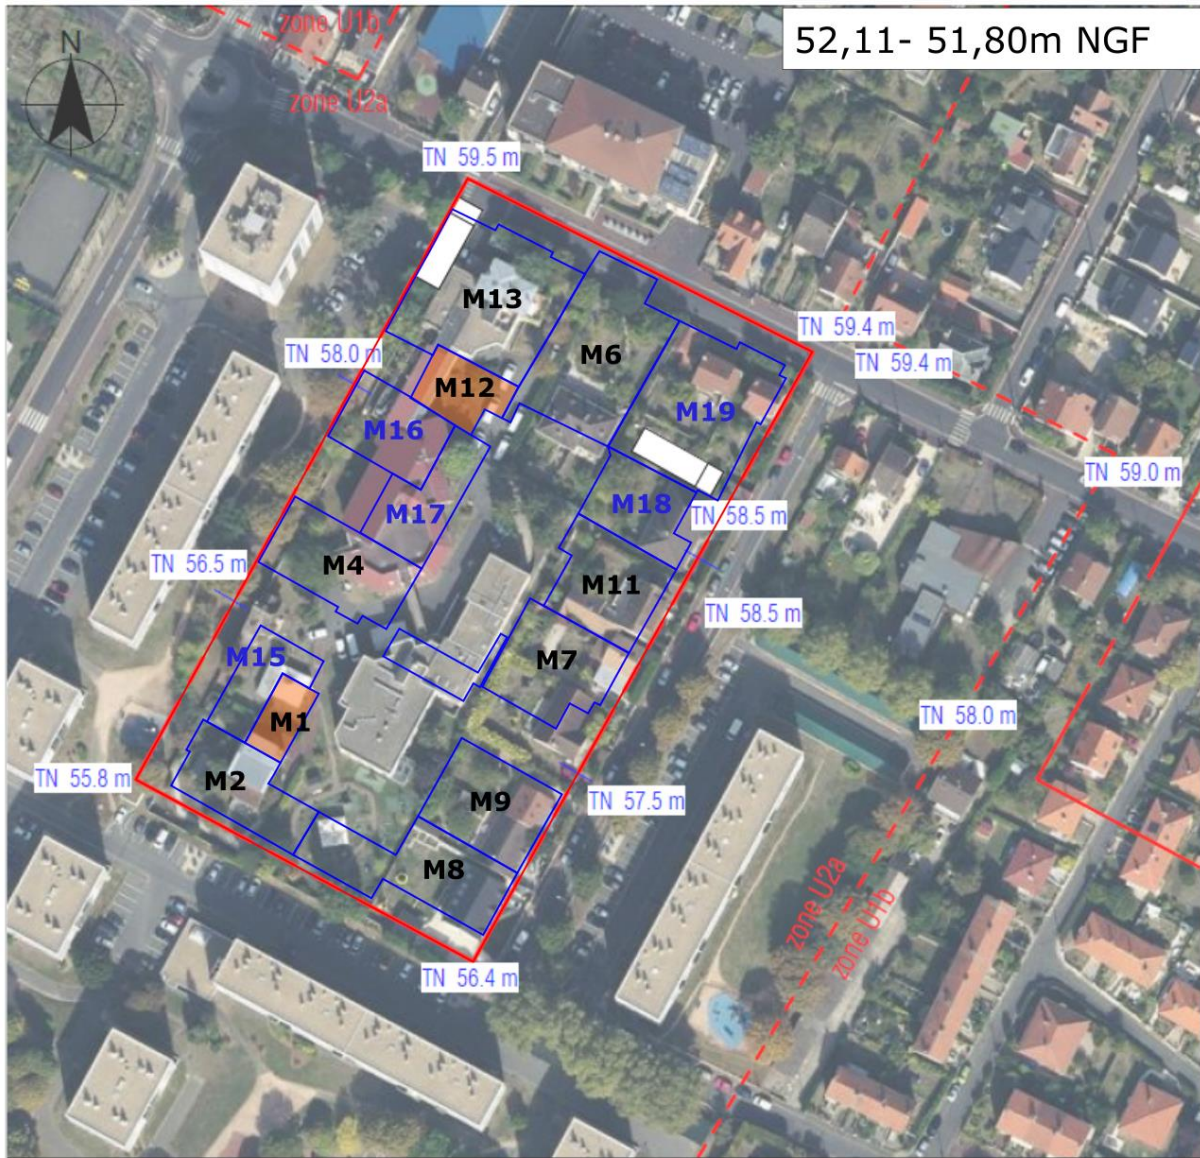 zone U1b
52,11- 51,80m NGF
N
zone U2a
TN 59.5 m
M13
TN 59.4 m
TN 58.0 m
M6
TN 59.4 m
M12
M19
M16
TN 59.0 m
M18
M17
TN 58.5 m
TN 56.5 m
M4
M11
TN 58.5 m
M15
M7
M1
TN 58.0 m
TN 55.8 m
M2
M9
TN 57.5 m
M8
zone U2a
zone U1b
TN 56.4 m